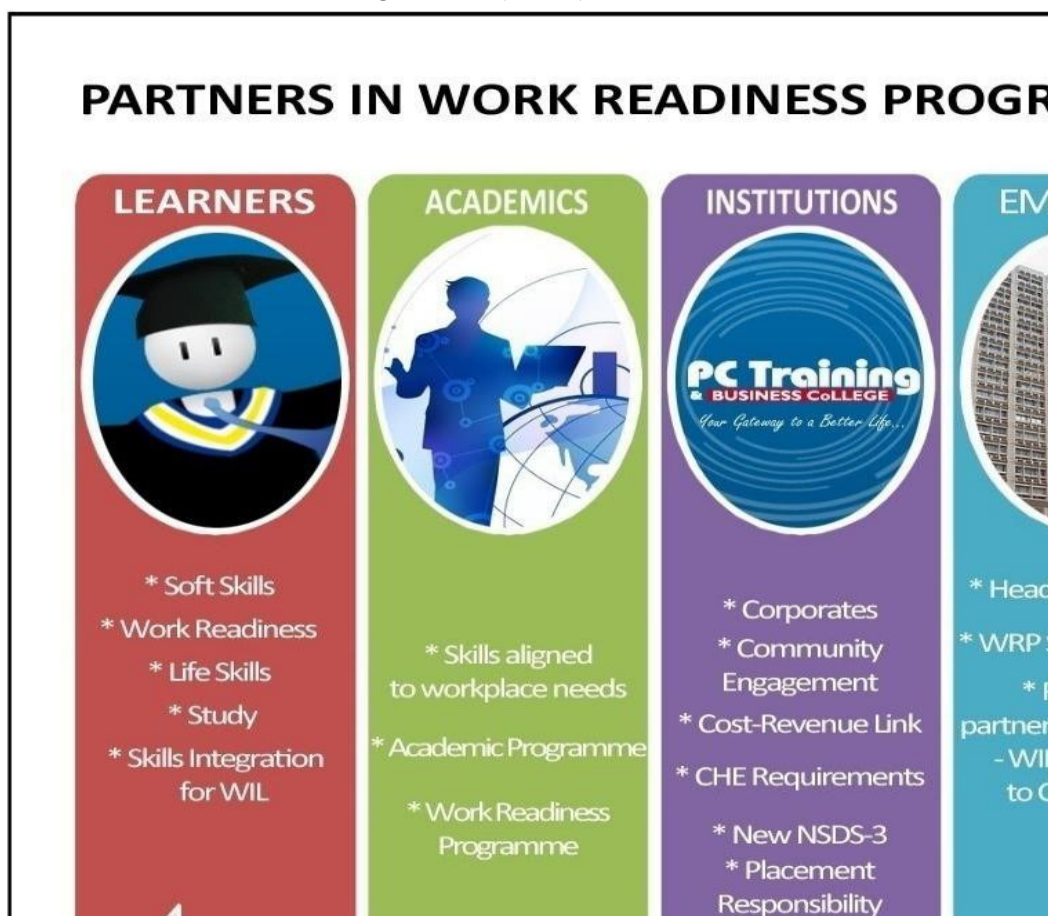 PARTNERS IN WORK READINESS PROGR
LEARNERS
* Soft Skills
* Work Readiness
* Life Skills
* Study
* Skills Integration
for WIL
ACADEMICS
* Skills aligned
to workplace needs
* Academic Programme
* Work Readiness
Programme
INSTITUTIONS
PC Training
& BUSINESS COLLEGE
Your Gateway to a Better Life...
* Corporates
* Community
Engagement
* Cost-Revenue Link
* CHE Requirements
* New NSDS-3
* Placement
Responsibility
EM
* Head
* WRP
*
partner
- WI
to